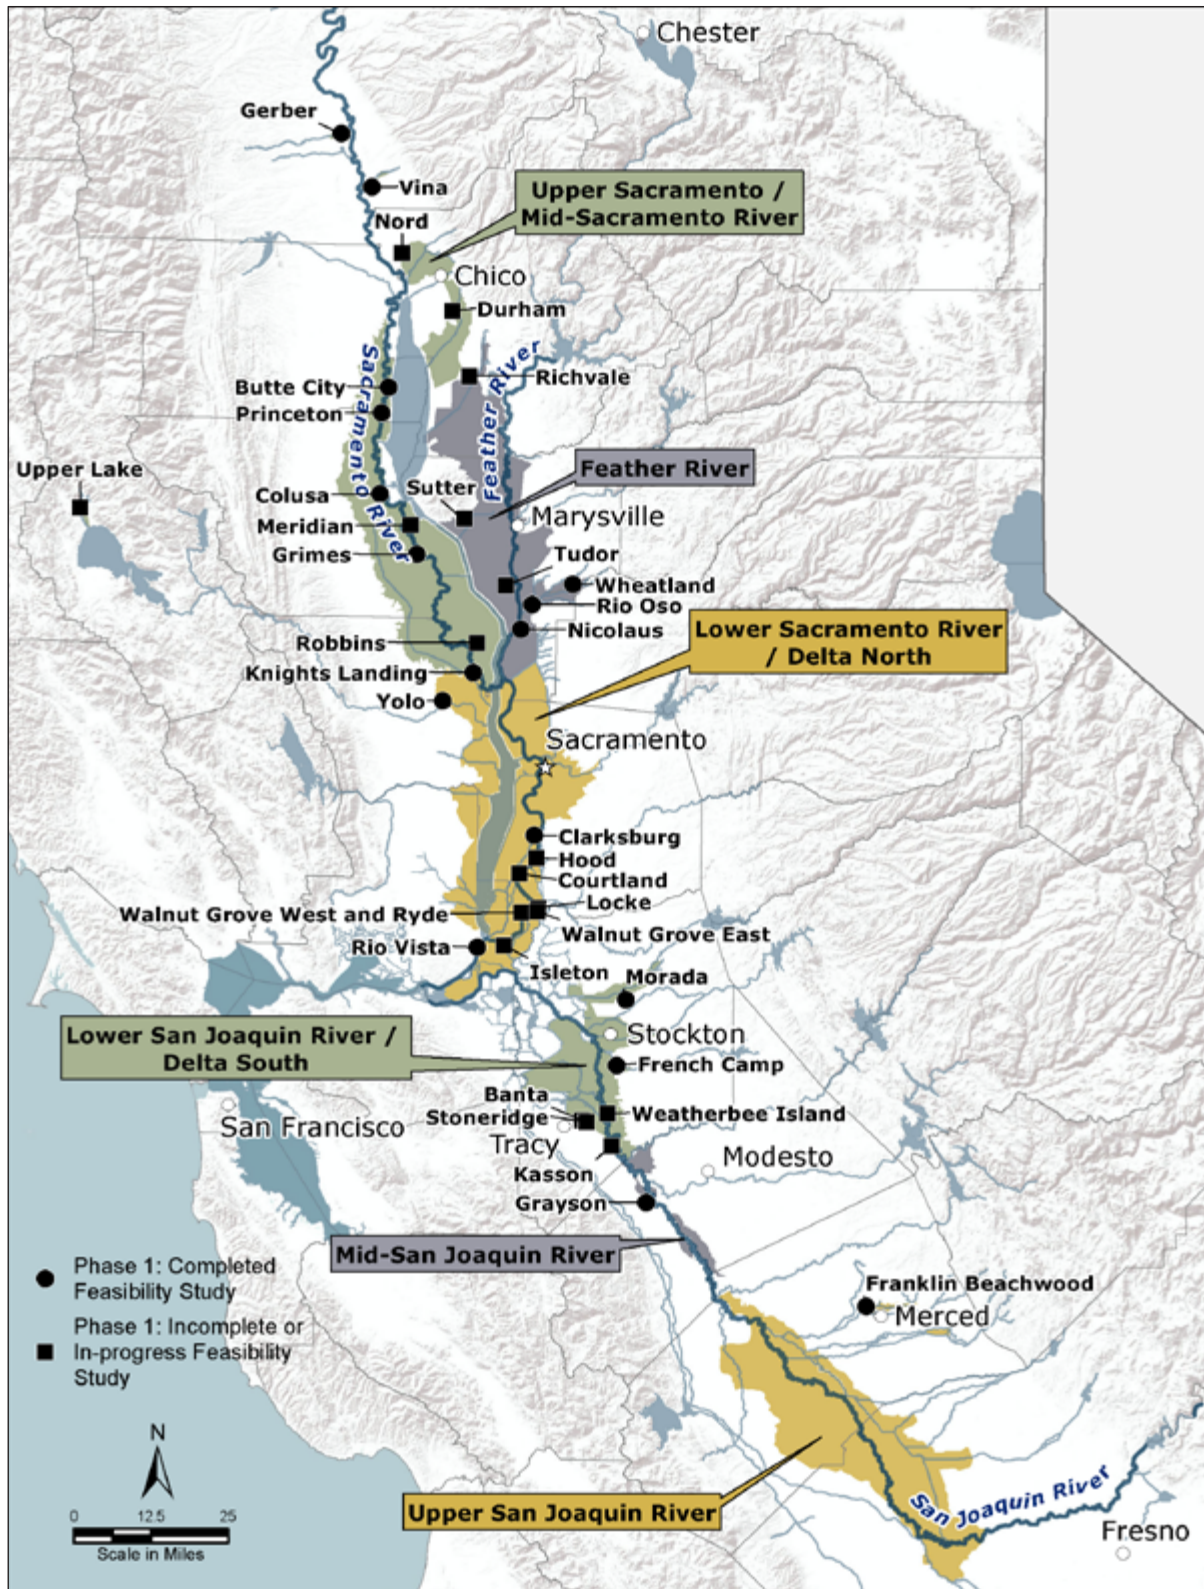 Chester
Gerber
Vina
Upper Sacramento /
Mid-Sacramento River
Nord
Chico
Durham
Sacramento River
Feather River
Richvale
Butte City
Princeton
Feather River
Upper Lake
Colusa
Sutter
Marysville
Meridian
Grimes
Tudor
Wheatland
Rio Oso
Nicolaus
Lower Sacramento River
/ Delta North
Robbins
Knights Landing
Yolo
Sacramento
Clarksburg
Hood
Courtland
Locke
Walnut Grove West and Ryde
Walnut Grove East
Rio Vista
Isleton
Morada
Lower San Joaquin River /
Delta South
Stockton
French Camp
Banta
Stoneridge
Weatherbee Island
San Francisco
Tracy
Kasson
Modesto
Grayson
Mid-San Joaquin River
Phase 1: Completed
Feasibility Study
Franklin Beachwood
Merced
Phase 1: Incomplete or
In-progress Feasibility
Study
N
0 12.5 25
Scale in Miles
Upper San Joaquin River
San Joaquin River
Fresno